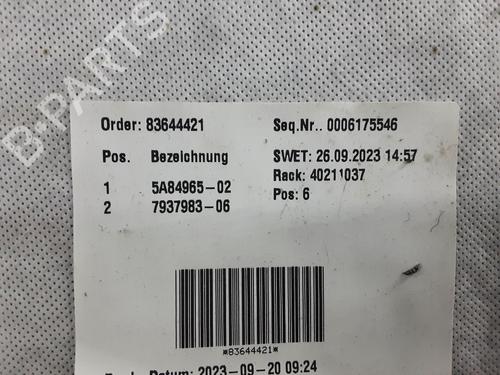 B-PARTS
Order: 83644421 Seq.Nr.. 0006175546
Pos. Bezeichnung SWET: 26.09.2023 14:57
Rack: 40211037
1 5A84965-02 Pos: 6
2 7937983-06
*83644421*
Datum: 2023-09-20 09:24